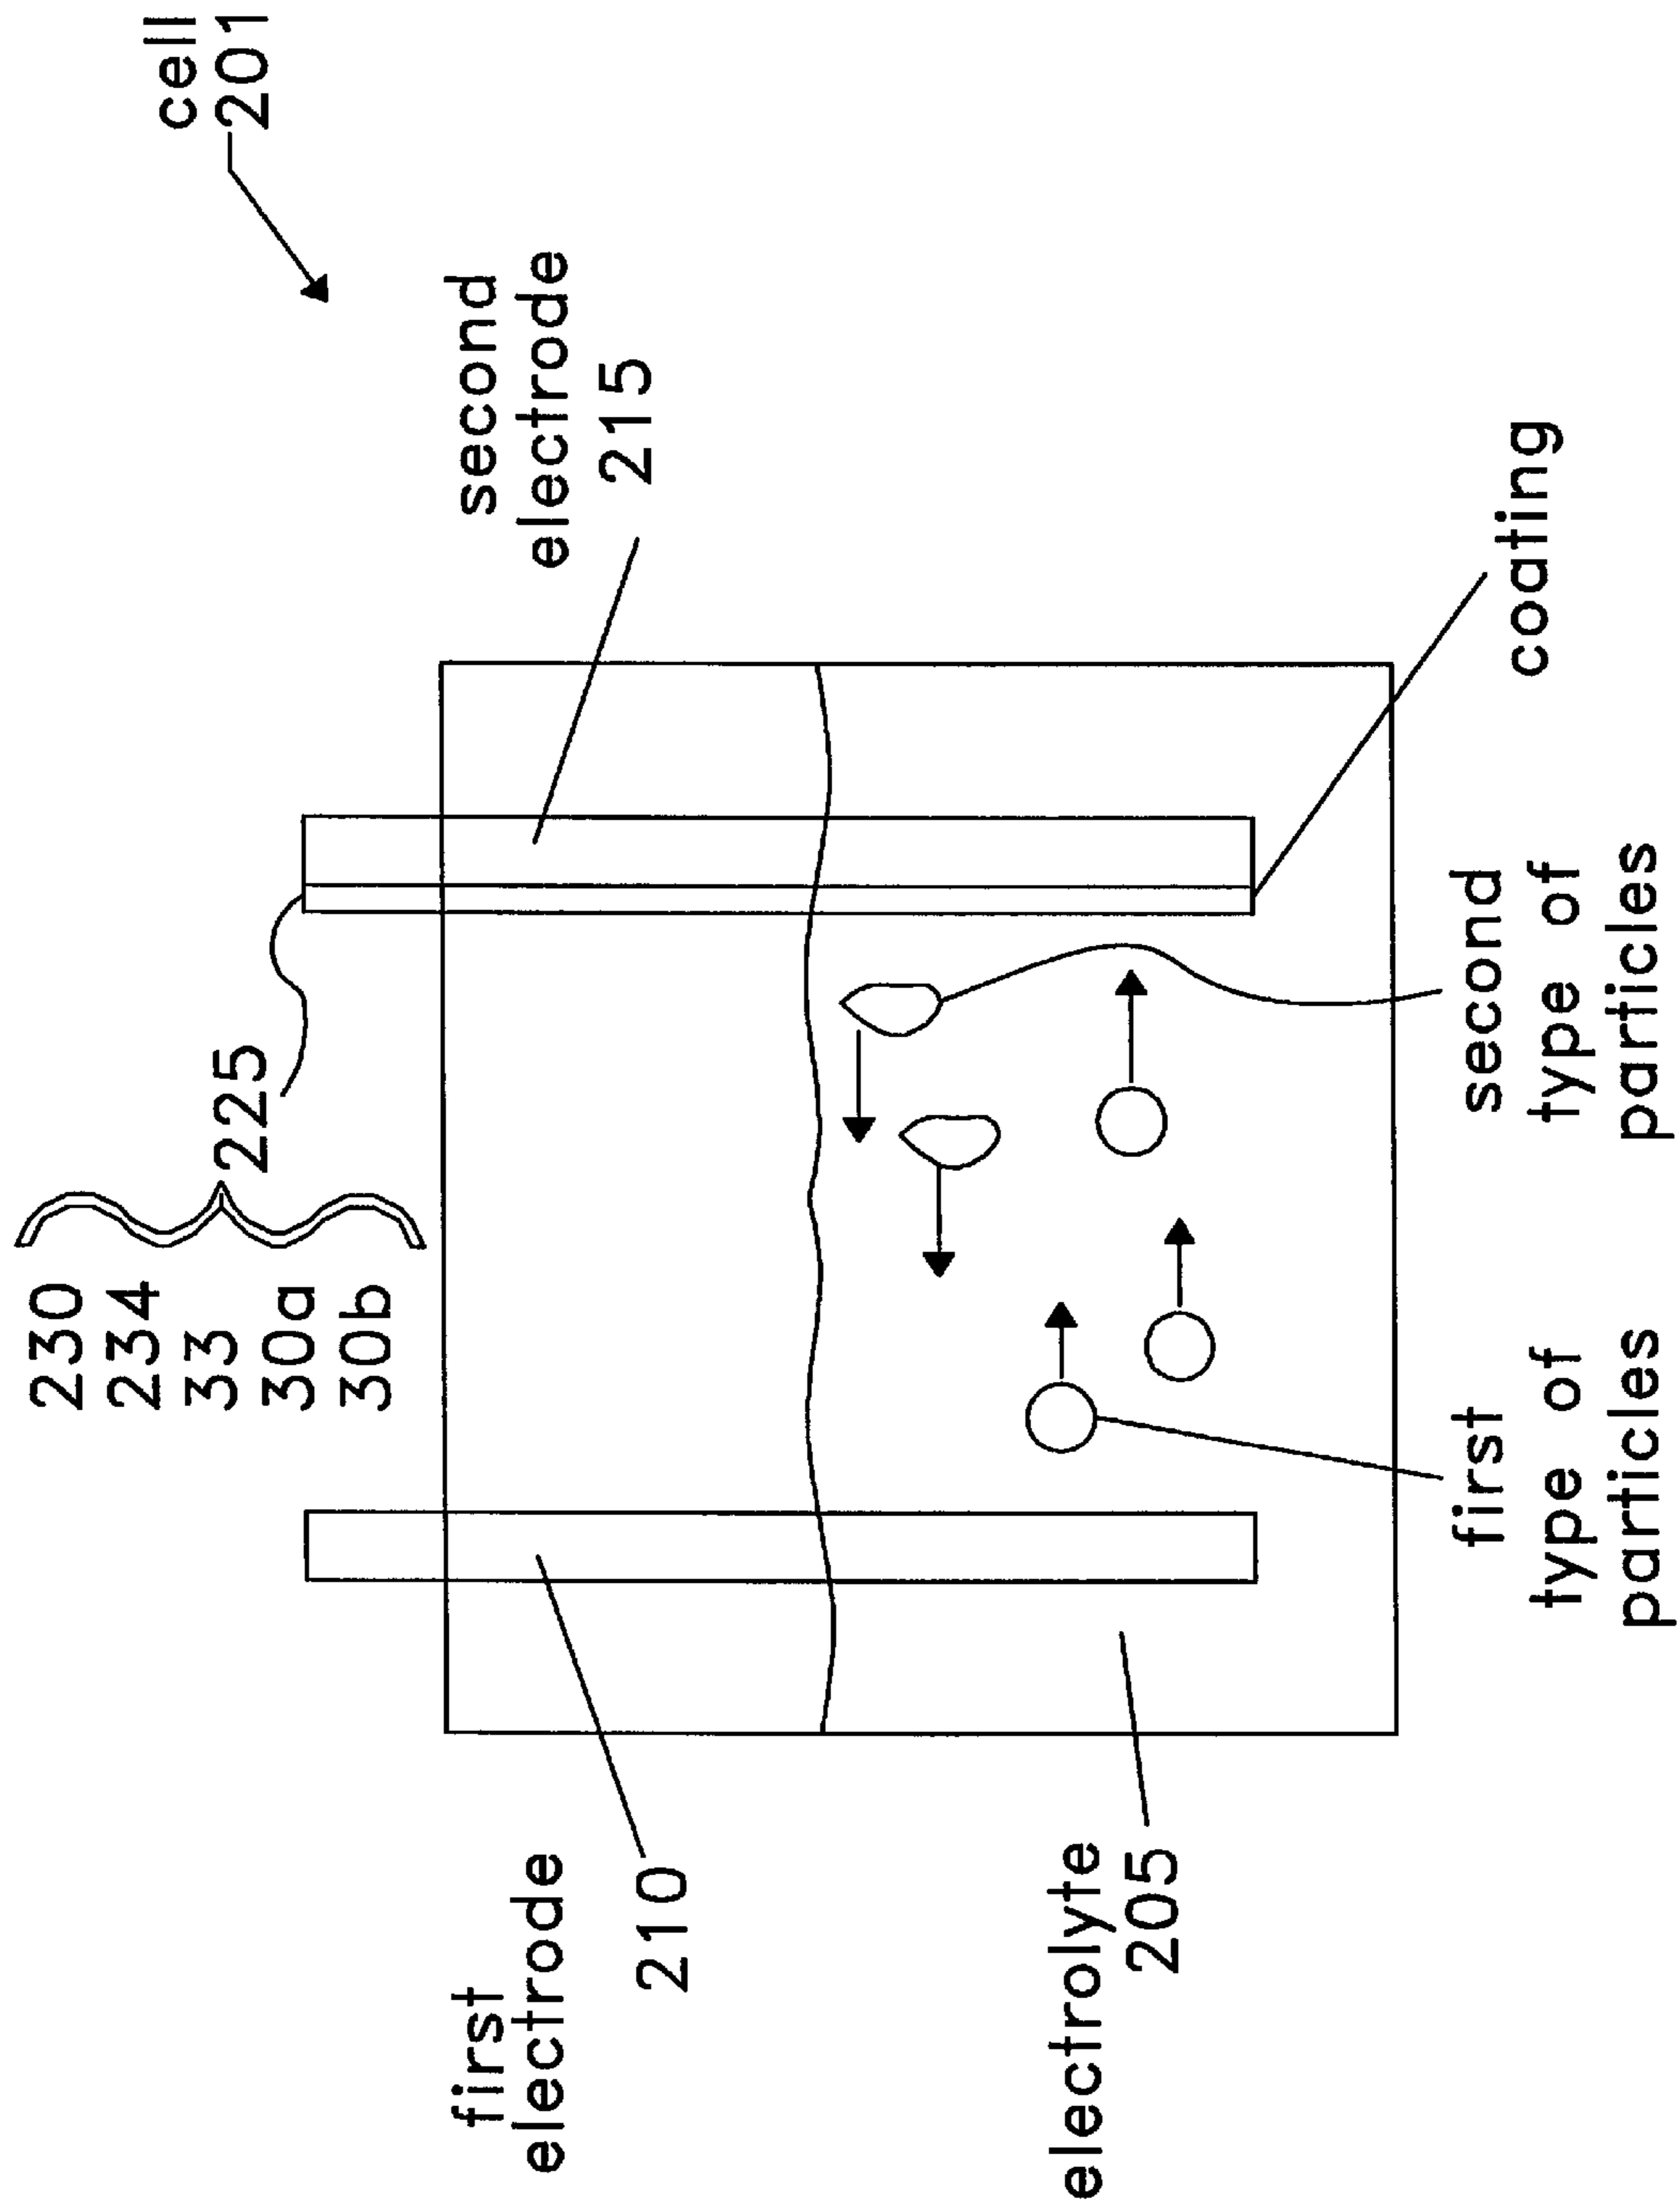 cell
201
230
234
33
30a
30b
225
second
electrode
215
first
electrode
210
electrolyte
205
first
type of
particles
second
type of
particles
coating